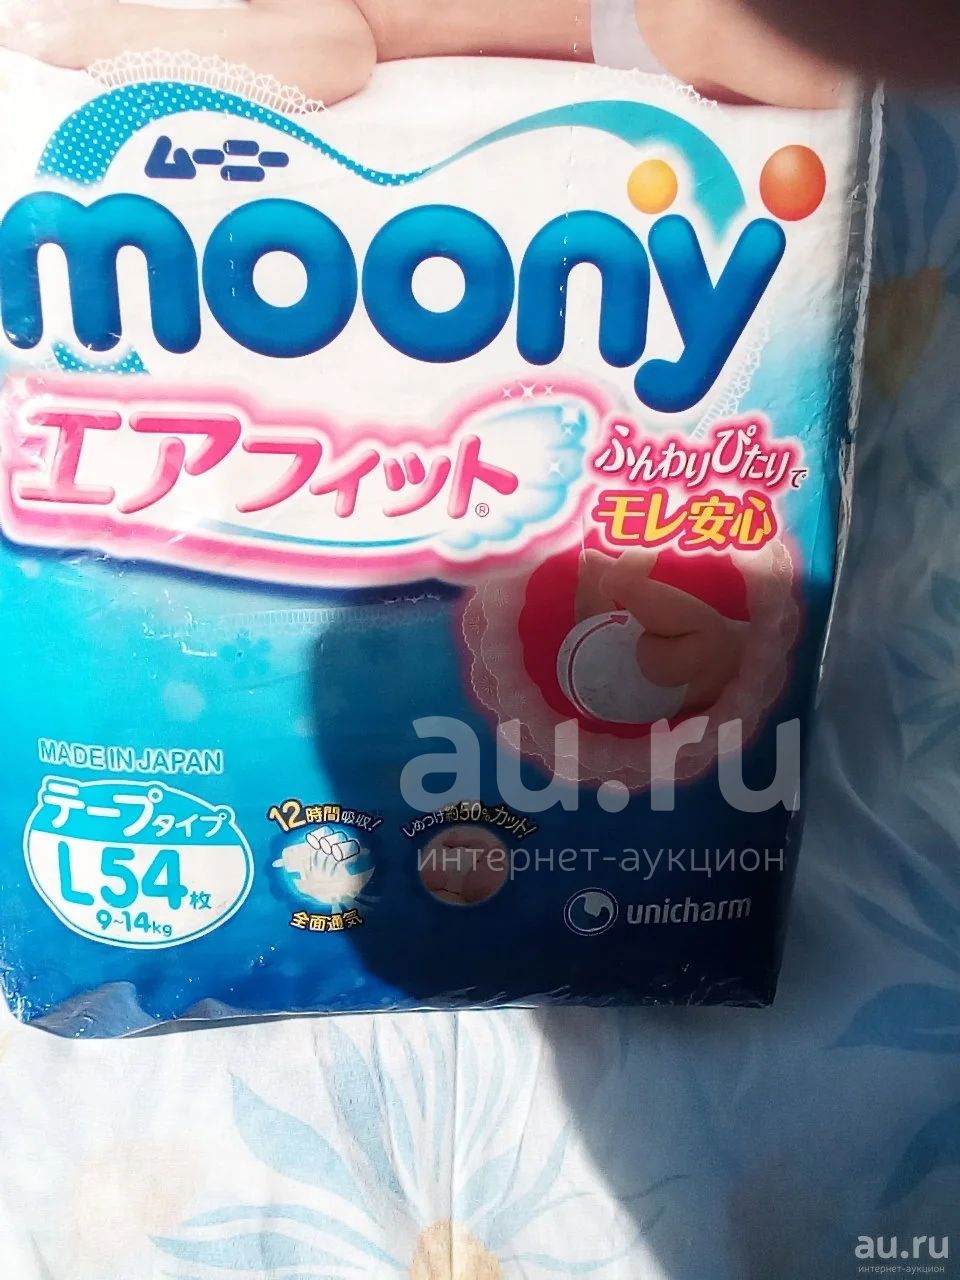 ムーニー
moony
エアフィット®
ふんわりぴたりで
モレ安心
MADE IN JAPAN
テープタイプ
L54枚
9~14kg
12時間吸収!
全面通気
しめつけ約50%カット!
unicharm
au.ru
интернет-аукцион
au.ru
интернет-аукцион